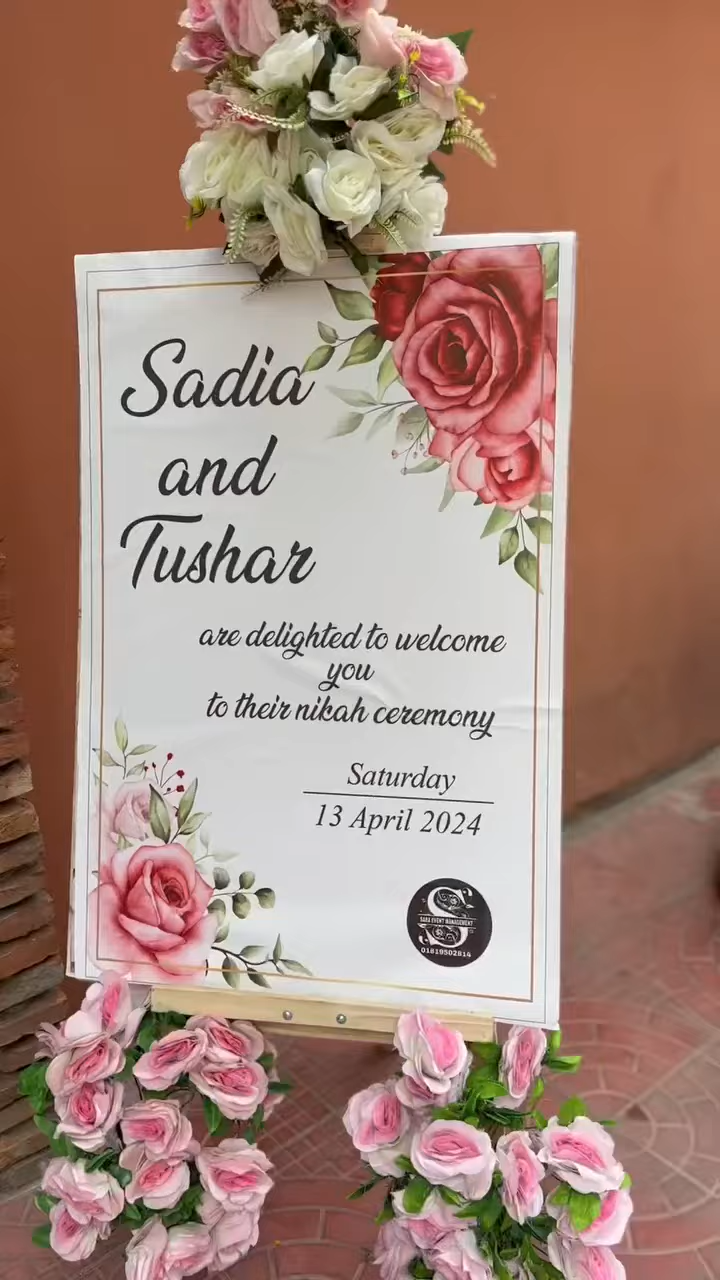 Sadia
and
Tushar
are delighted to welcome
you
to their nikah ceremony
Saturday
13 April 2024
S
SARA EVENT MANAGEMENT
01819502814